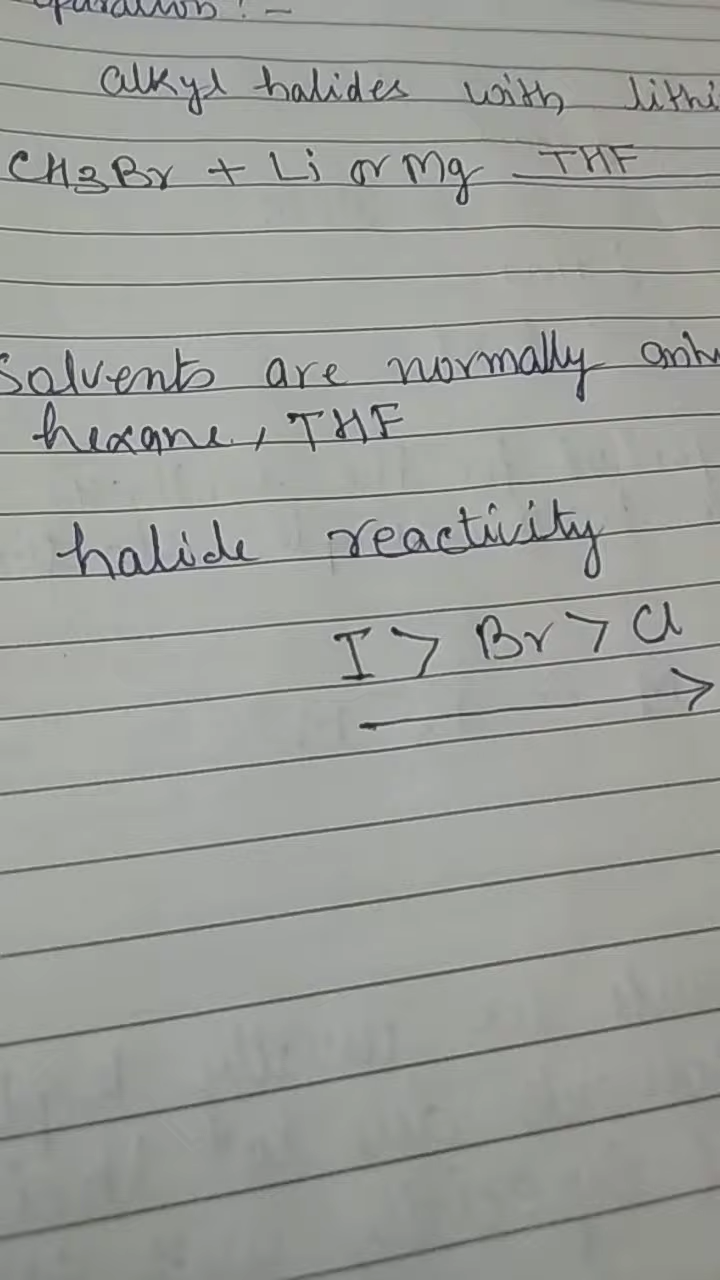 alkyl halides with
CH3Br + Li or Mg THF
Solvents are normally
hexane, THF
halide reactivity
I > Br > Cl